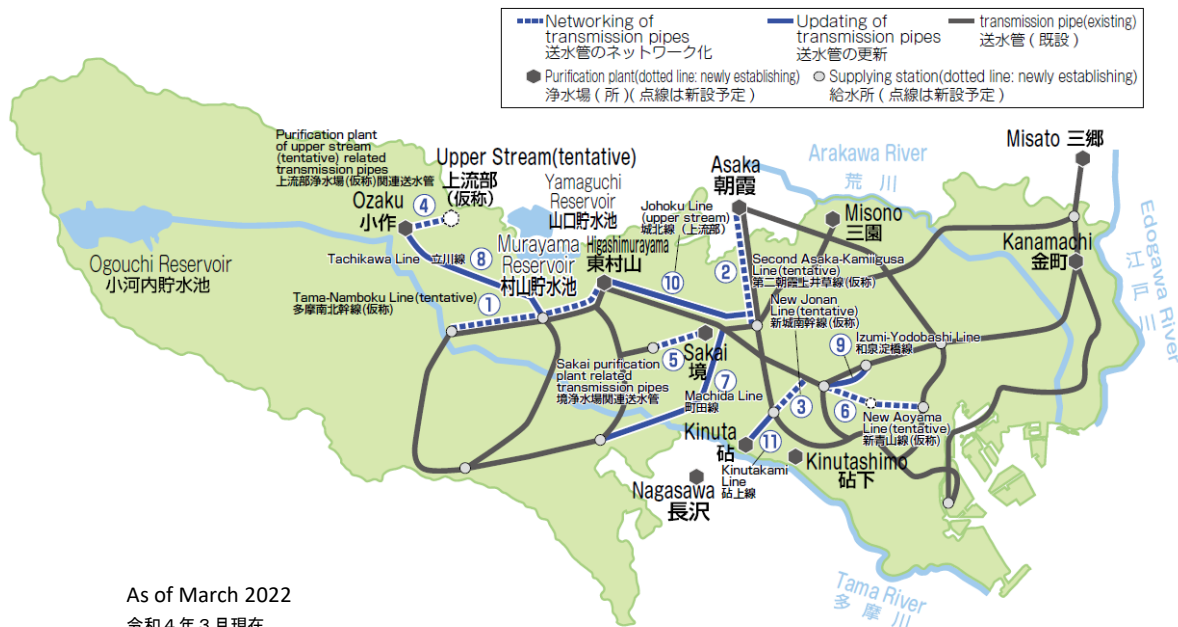 Networking of
transmission pipes
送水管のネットワーク化
Updating of
transmission pipes
送水管の更新
transmission pipe(existing)
送水管(既設)
Purification plant(dotted line: newly establishing)
浄水場(所)(点線は新設予定)
Supplying station(dotted line: newly establishing)
給水所(点線は新設予定)
Purification plant
of upper stream
(tentative) related
transmission pipes
上流部浄水場(仮称)関連送水管
Upper Stream(tentative)
上流部
(仮称)
Ozaku
小作
④
Yamaguchi
Reservoir
山口貯水池
Asaka
朝霞
Arakawa River
荒川
Misato 三郷
Johoku Line
(upper stream)
城北線(上流部)
Misono
三園
Edogawa River
江戸川
Kanamachi
金町
Ogouchi Reservoir
小河内貯水池
Tachikawa Line 立川線
⑧
Murayama
Reservoir
村山貯水池
Higashimurayama
東村山
⑩
②
Second Asaka-Kamiigusa
Line(tentative)
第二朝霞上井草線(仮称)
Tama-Namboku Line(tentative)
多摩南北幹線(仮称)
①
New Jonan
Line(tentative)
新城南幹線(仮称)
⑨
Izumi-Yodobashi Line
和泉淀橋線
Sakai
境
⑤
Sakai purification
plant related
transmission pipes
境浄水場関連送水管
⑦
Machida Line
町田線
③
⑥
New Aoyama
Line(tentative)
新青山線(仮称)
Kinuta
砧
⑪
Kinutakami
Line
砧上線
Kinutashimo
砧下
Nagasawa
長沢
Tama River
多摩川
As of March 2022
令和4年3月現在